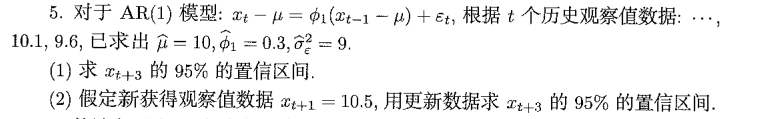 5. 对于 AR(1) 模型: $x_t - \mu = \phi_1(x_{t-1} - \mu) + \varepsilon_t$, 根据 $t$ 个历史观察值数据: $\cdots$,
10.1, 9.6, 已求出 $\widehat{\mu} = 10, \widehat{\phi}_1 = 0.3, \widehat{\sigma}_\varepsilon^2 = 9$.
(1) 求 $x_{t+3}$ 的 95% 的置信区间.
(2) 假定新获得观察值数据 $x_{t+1} = 10.5$, 用更新数据求 $x_{t+3}$ 的 95% 的置信区间.